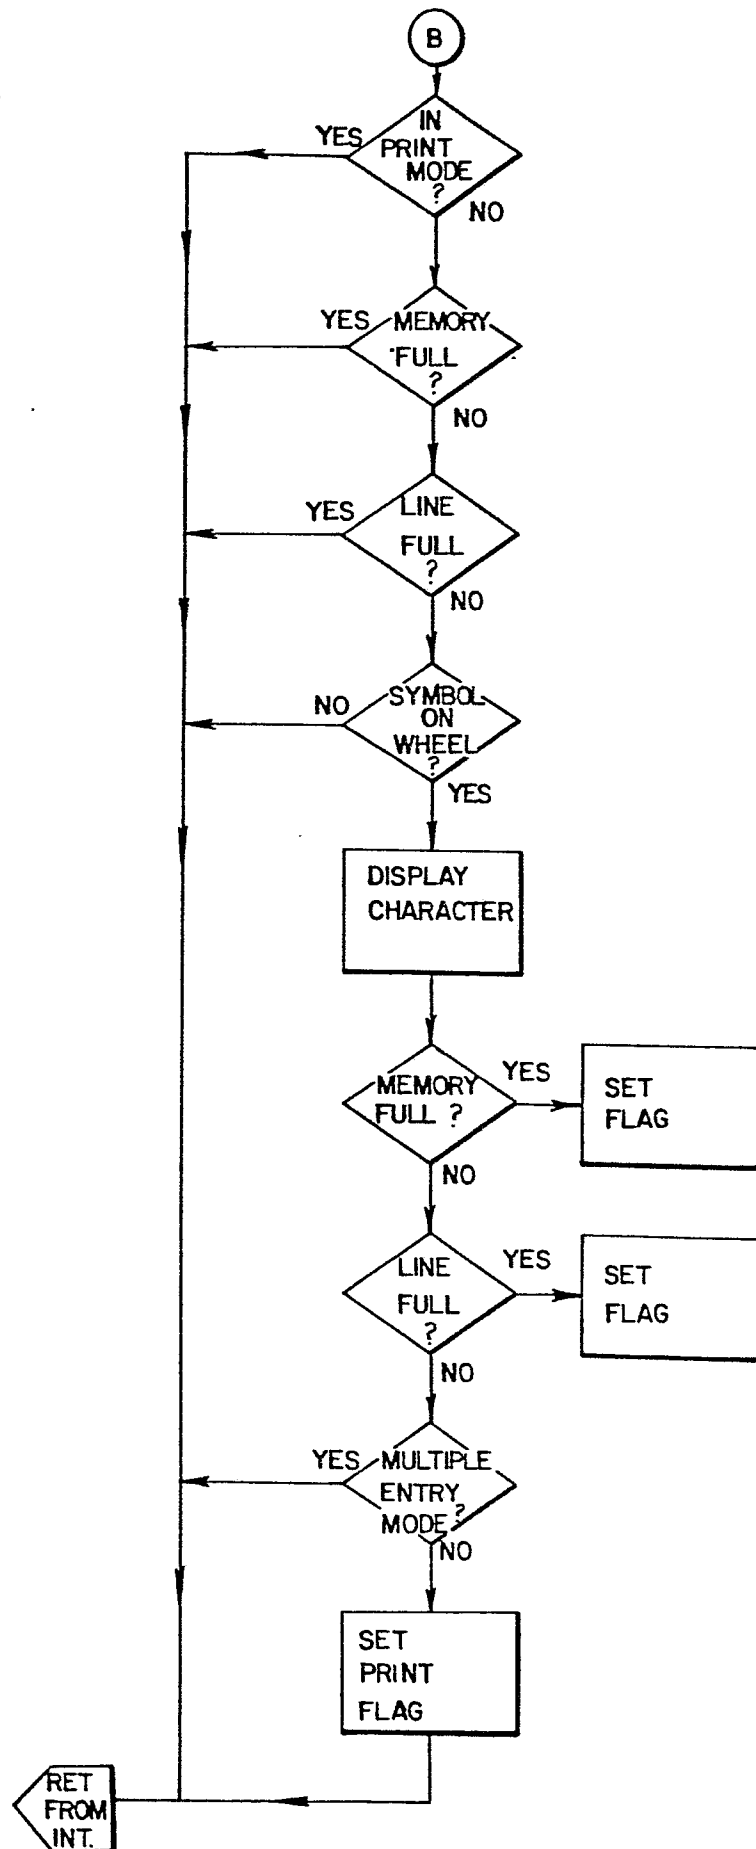 B
IN
PRINT
MODE
?
YES
NO
YES
MEMORY
FULL
?
NO
YES
LINE
FULL
?
NO
NO
SYMBOL
ON
WHEEL
?
YES
DISPLAY
CHARACTER
MEMORY
FULL ?
YES
SET
FLAG
NO
LINE
FULL
?
YES
SET
FLAG
NO
YES
MULTIPLE
ENTRY
MODE ?
NO
SET
PRINT
FLAG
RET
FROM
INT.